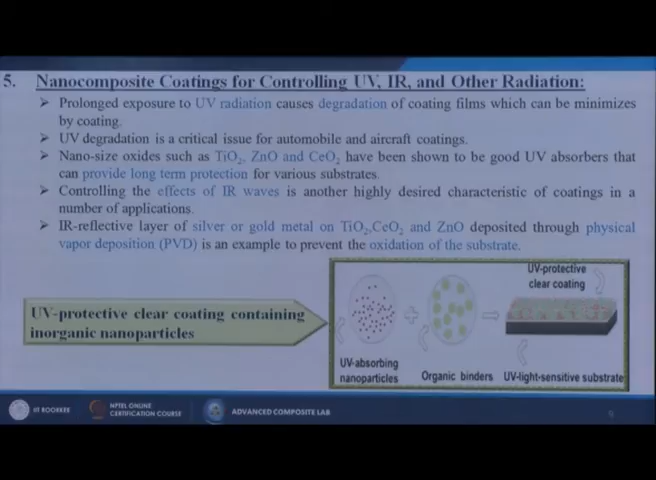 5. Nanocomposite Coatings for Controlling UV, IR, and Other Radiation:
➤ Prolonged exposure to UV radiation causes degradation of coating films which can be minimizes
by coating.
➤ UV degradation is a critical issue for automobile and aircraft coatings.
➤ Nano-size oxides such as TiO₂, ZnO and CeO₂ have been shown to be good UV absorbers that
can provide long term protection for various substrates.
➤ Controlling the effects of IR waves is another highly desired characteristic of coatings in a
number of applications.
➤ IR-reflective layer of silver or gold metal on TiO₂,CeO₂ and ZnO deposited through physical
vapor deposition (PVD) is an example to prevent the oxidation of the substrate.
UV-protective clear coating containing
inorganic nanoparticles
UV-protective
clear coating
UV-absorbing
nanoparticles
Organic binders
UV-light-sensitive substrate
IIT ROORKEE
NPTEL ONLINE
CERTIFICATION COURSE
ADVANCED COMPOSITE LAB
9